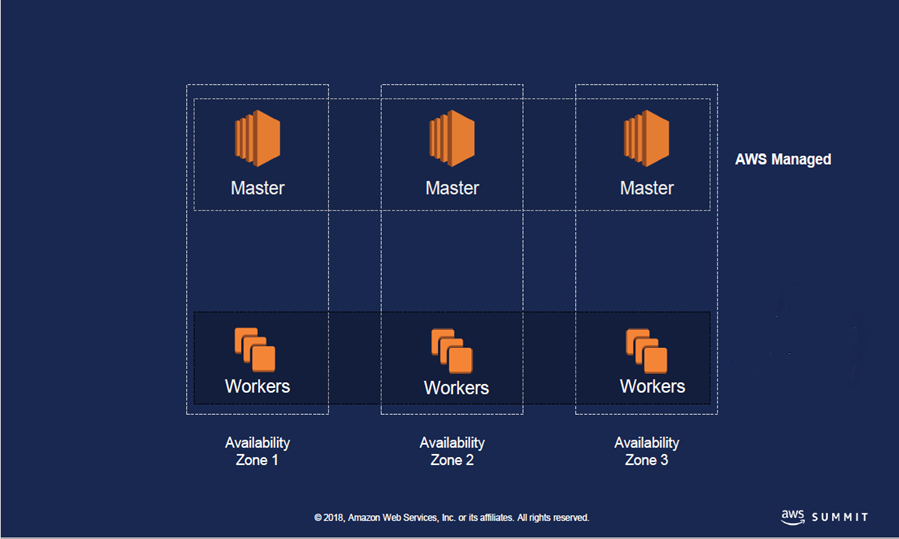 Master
Master
Master
AWS Managed
Workers
Workers
Workers
Availability
Zone 1
Availability
Zone 2
Availability
Zone 3
© 2018, Amazon Web Services, Inc. or its affiliates. All rights reserved.
aws SUMMIT